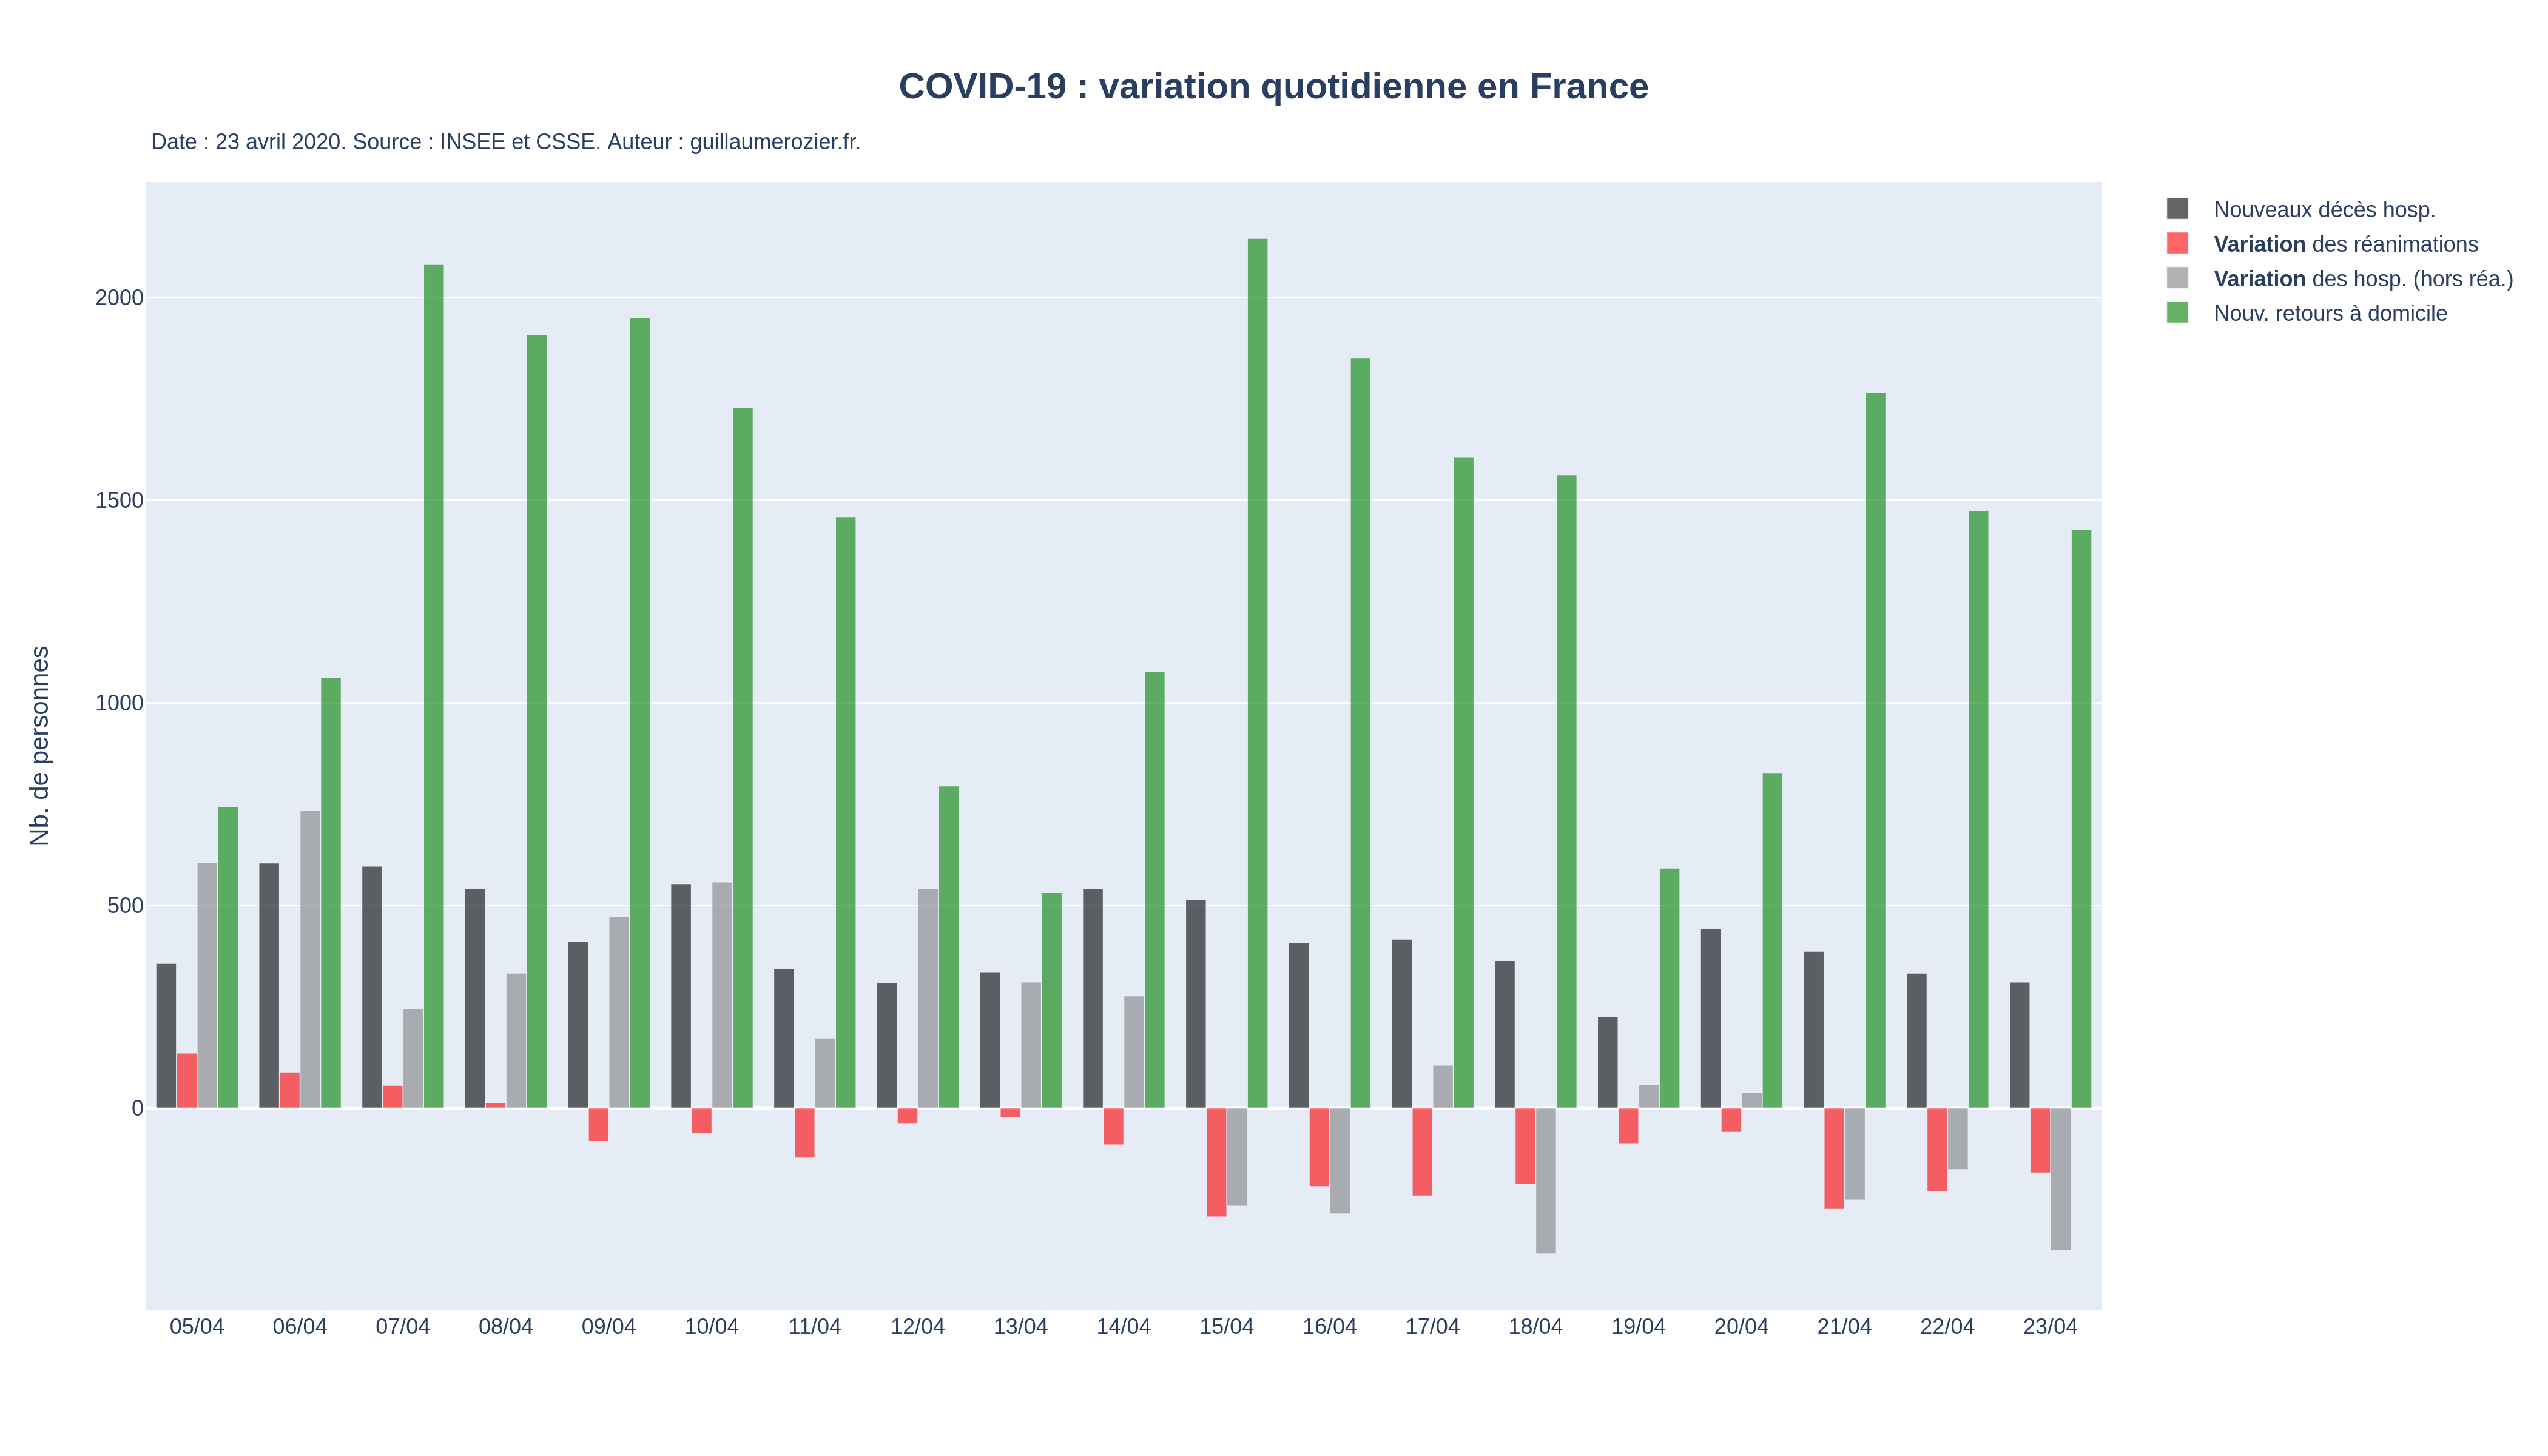 COVID-19 : variation quotidienne en France
Date : 23 avril 2020. Source : INSEE et CSSE. Auteur : guillaumerozier.fr.
Nouveaux décès hosp.
Variation des réanimations
Variation des hosp. (hors réa.)
Nouv. retours à domicile
Nb. de personnes
2000
1500
1000
500
0
05/04 06/04 07/04 08/04 09/04 10/04 11/04 12/04 13/04 14/04 15/04 16/04 17/04 18/04 19/04 20/04 21/04 22/04 23/04